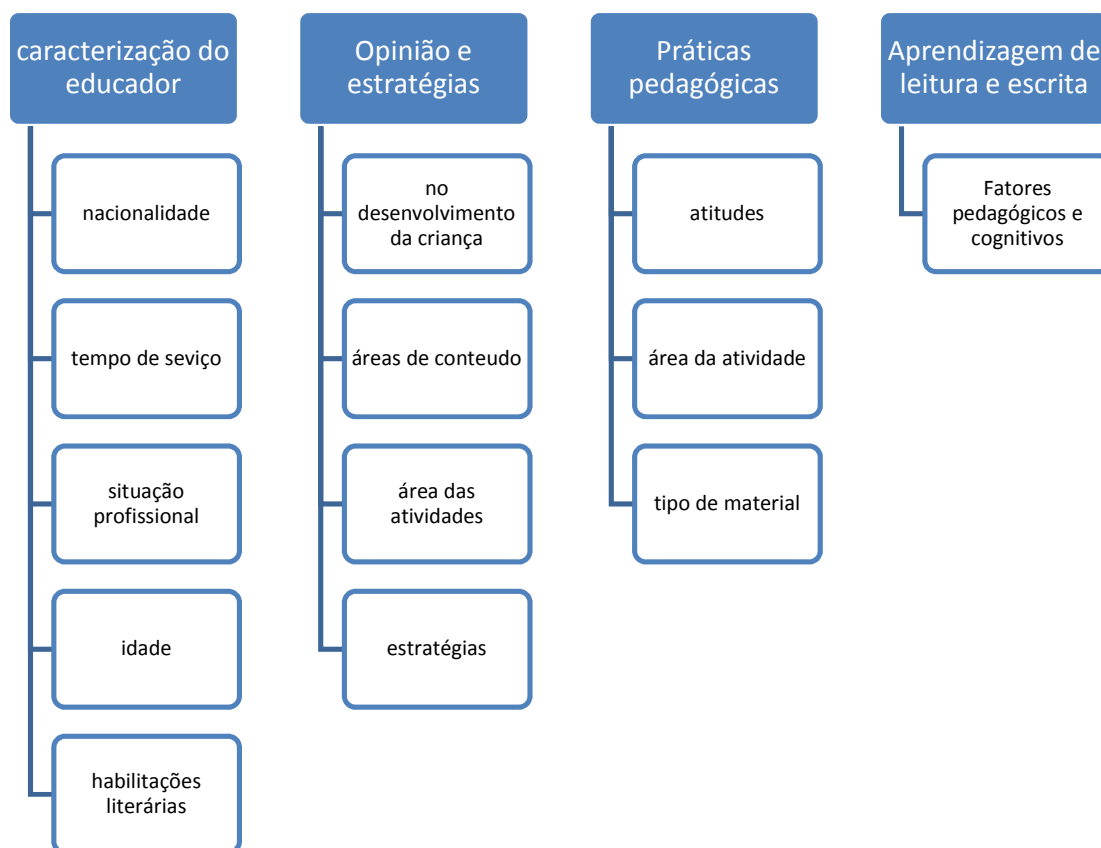 caracterização do
educador
nacionalidade
tempo de seviço
situação
profissional
idade
habilitações
literárias
Opinião e
estratégias
no
desenvolvimento
da criança
áreas de conteudo
área das
atividades
estratégias
Práticas
pedagógicas
atitudes
área da atividade
tipo de material
Aprendizagem de
leitura e escrita
Fatores
pedagógicos e
cognitivos